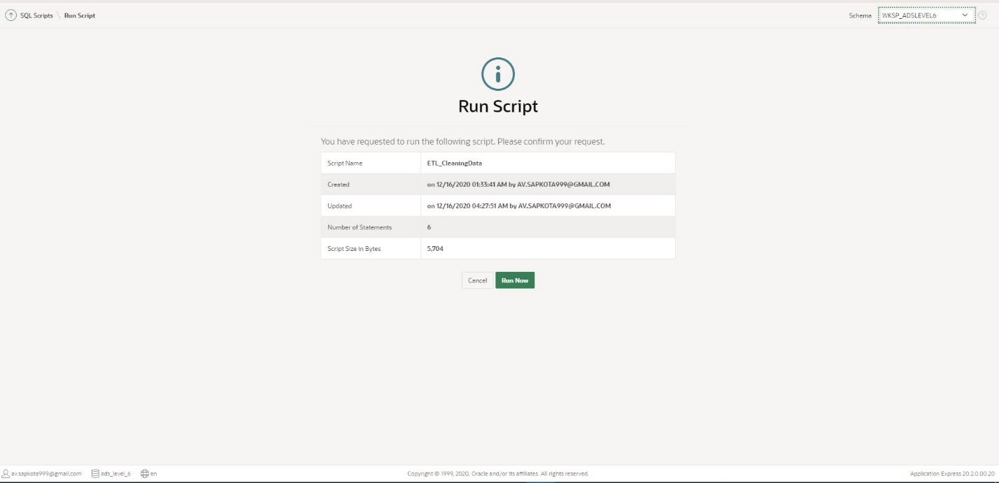 SQL Scripts \ Run Script
Schema WKSP_ADSLEVEL6
Run Script
You have requested to run the following script. Please confirm your request.
Script Name ETL_CleaningData
Created on 12/16/2020 01:33:41 AM by AV.SAPKOTA999@GMAIL.COM
Updated on 12/16/2020 04:27:51 AM by AV.SAPKOTA999@GMAIL.COM
Number of Statements 6
Script Size in Bytes 5,704
Cancel Run Now
av.sapkota999@gmail.com ads_level_6 en
Copyright © 1999, 2020, Oracle and/or its affiliates. All rights reserved.
Application Express 20.2.0.00.20